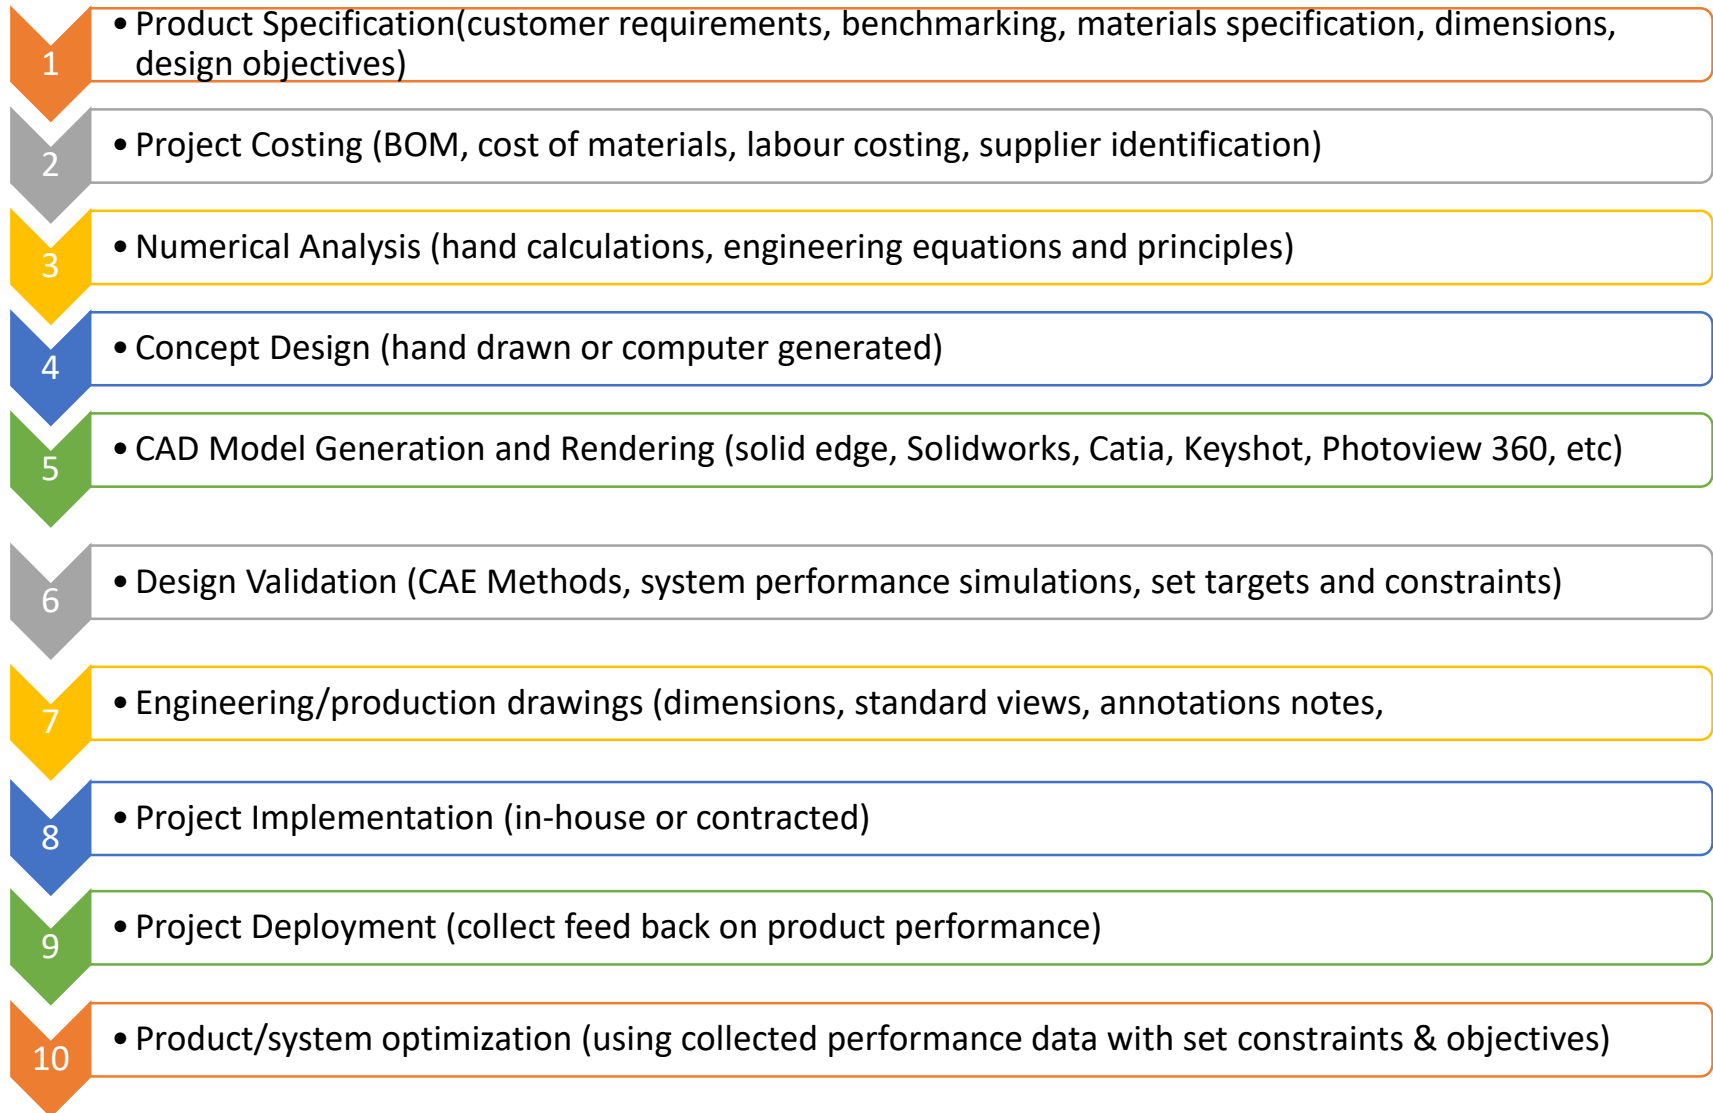 1
• Product Specification(customer requirements, benchmarking, materials specification, dimensions,
design objectives)
2
• Project Costing (BOM, cost of materials, labour costing, supplier identification)
3
• Numerical Analysis (hand calculations, engineering equations and principles)
4
• Concept Design (hand drawn or computer generated)
5
• CAD Model Generation and Rendering (solid edge, Solidworks, Catia, Keyshot, Photoview 360, etc)
6
• Design Validation (CAE Methods, system performance simulations, set targets and constraints)
7
• Engineering/production drawings (dimensions, standard views, annotations notes,
8
• Project Implementation (in-house or contracted)
9
• Project Deployment (collect feed back on product performance)
10
• Product/system optimization (using collected performance data with set constraints & objectives)